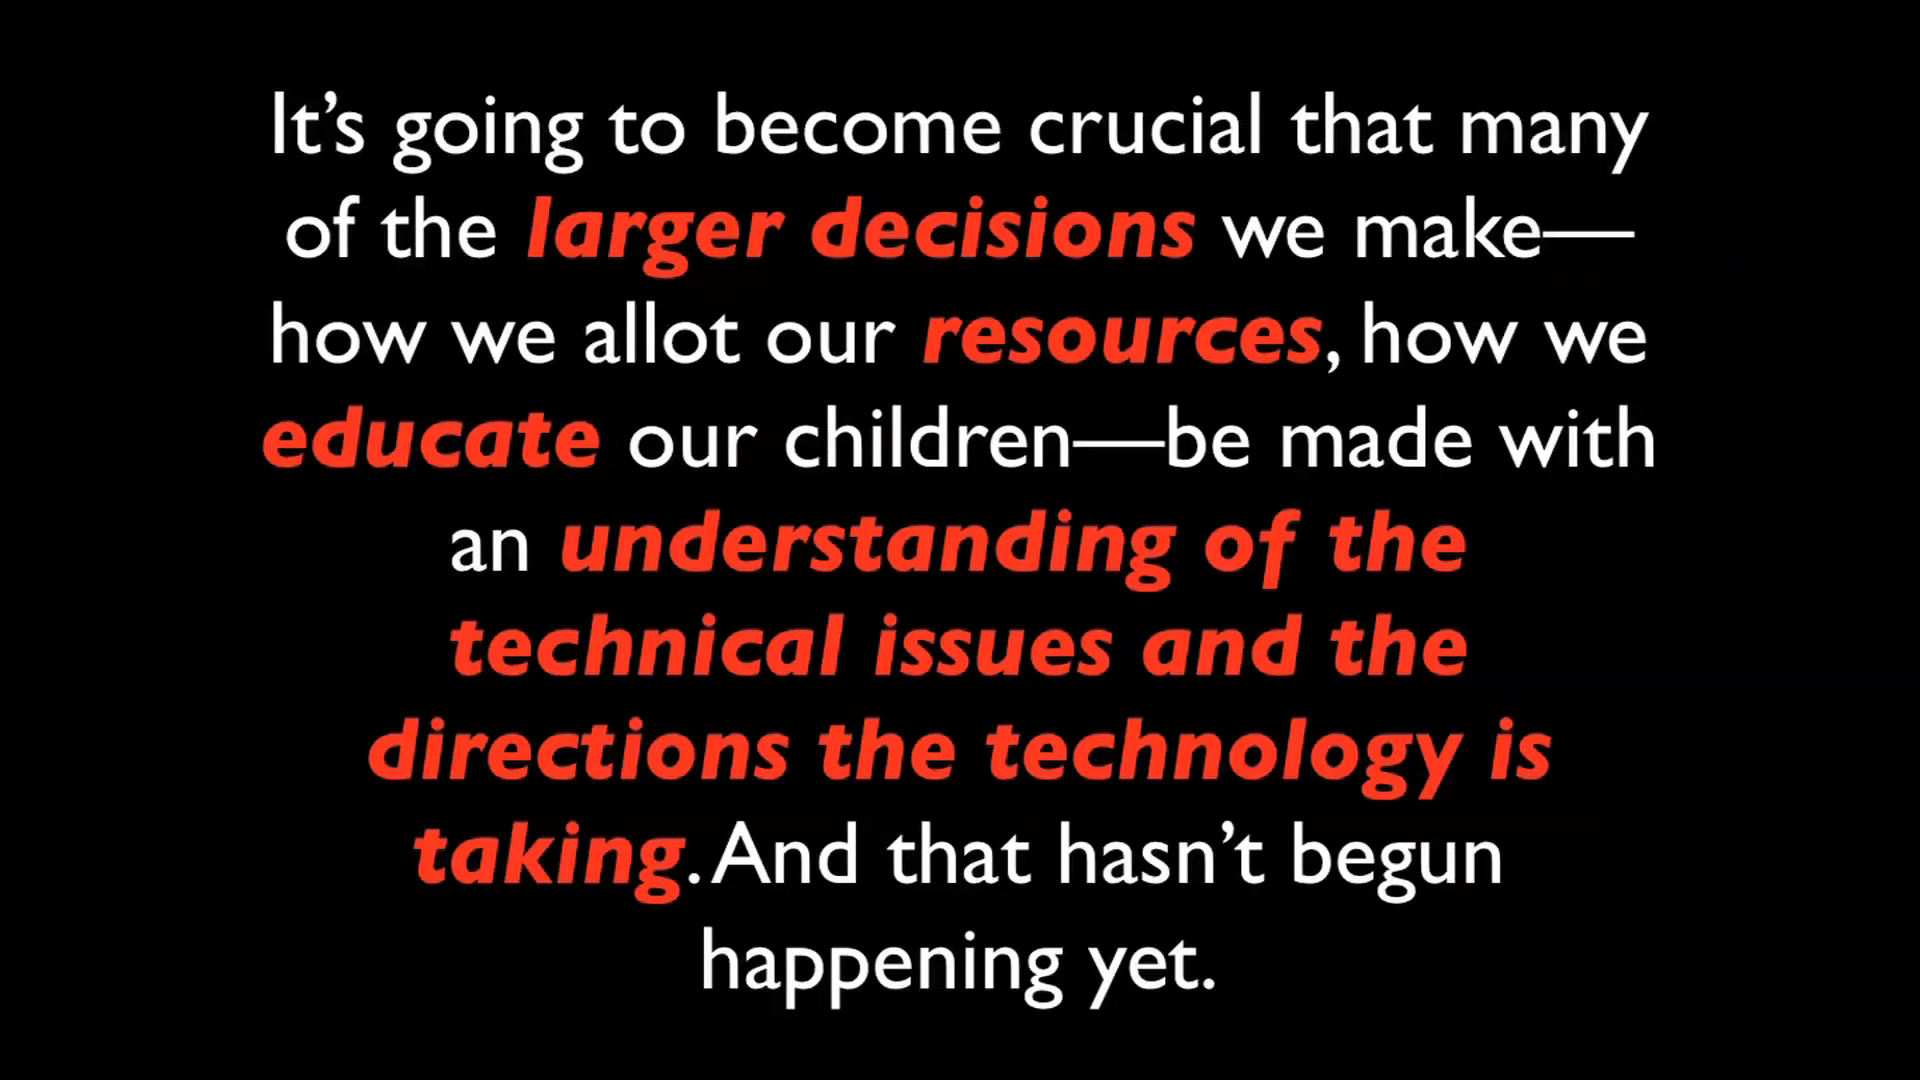 It’s going to become crucial that many
of the larger decisions we make—
how we allot our resources, how we
educate our children—be made with
an understanding of the
technical issues and the
directions the technology is
taking. And that hasn’t begun
happening yet.